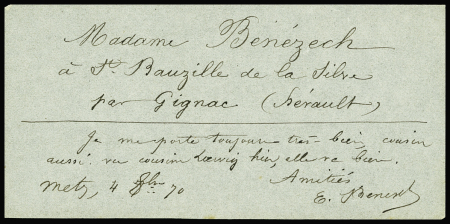 Madame Bénézech
à St. Bauzille de la Silve
par Gignac (Hérault)
Je me porte toujours très bien, cousin
aussi. vu cousin hier, elle va bien.
Amitiés
Metz, 4 8bre 70
E. Benez